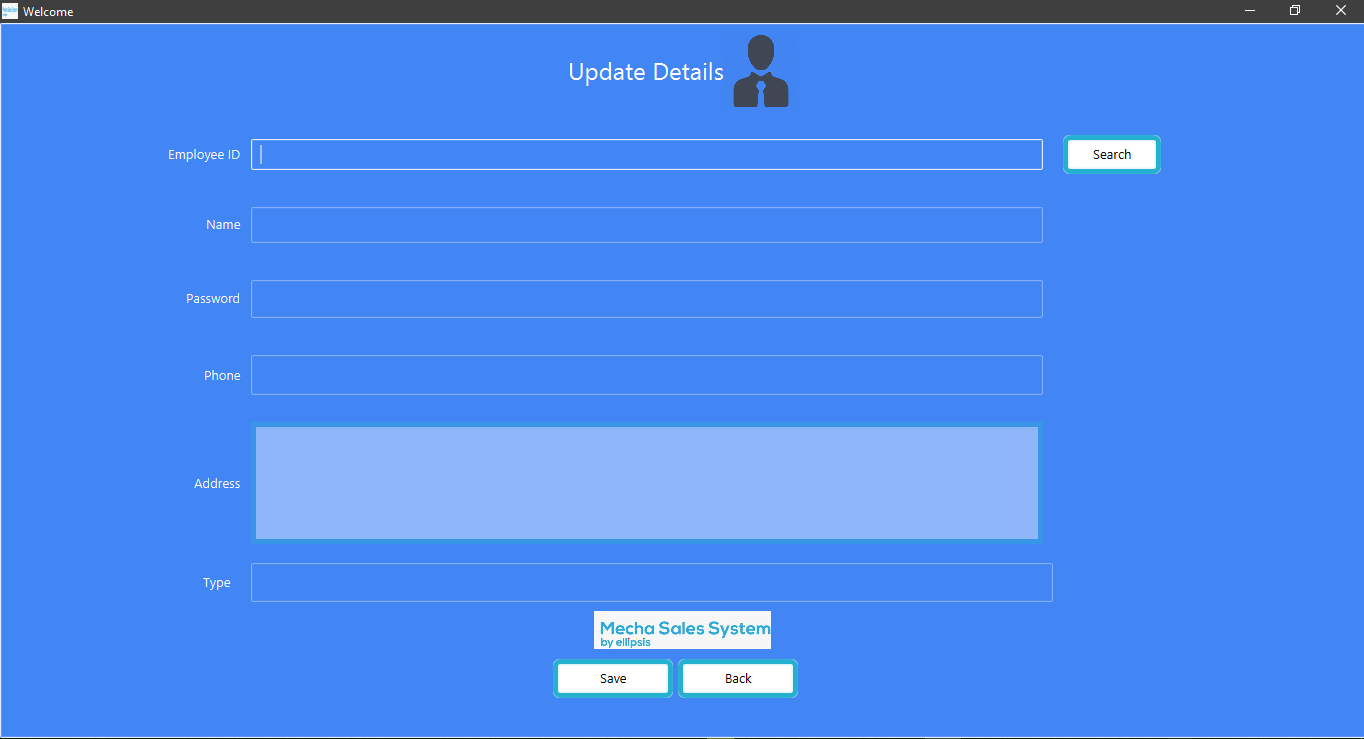 Welcome
Update Details
Employee ID
Search
Name
Password
Phone
Address
Type
Mecha Sales System
by ellipsis
Save
Back